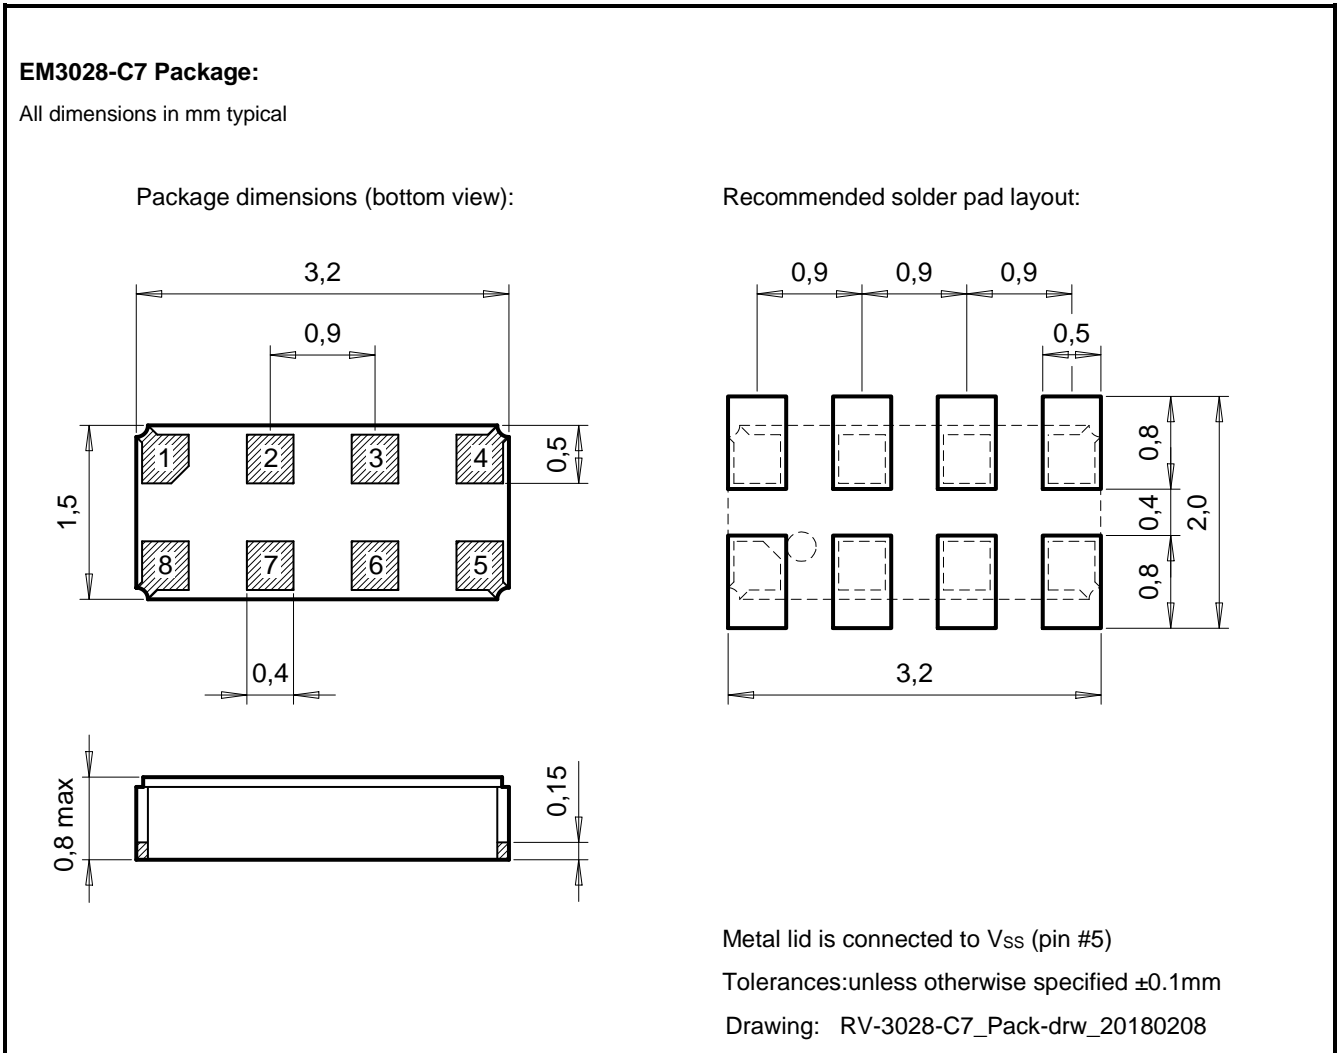 EM3028-C7 Package:
All dimensions in mm typical
Package dimensions (bottom view):
3,2
0,9
1,5
0,5
1 2 3 4
8 7 6 5
0,4
0,8 max
0,15
Recommended solder pad layout:
0,9 0,9 0,9
0,5
0,8
0,4
2,0
0,8
3,2
Metal lid is connected to VSS (pin #5)
Tolerances:unless otherwise specified ±0.1mm
Drawing: RV-3028-C7_Pack-drw_20180208